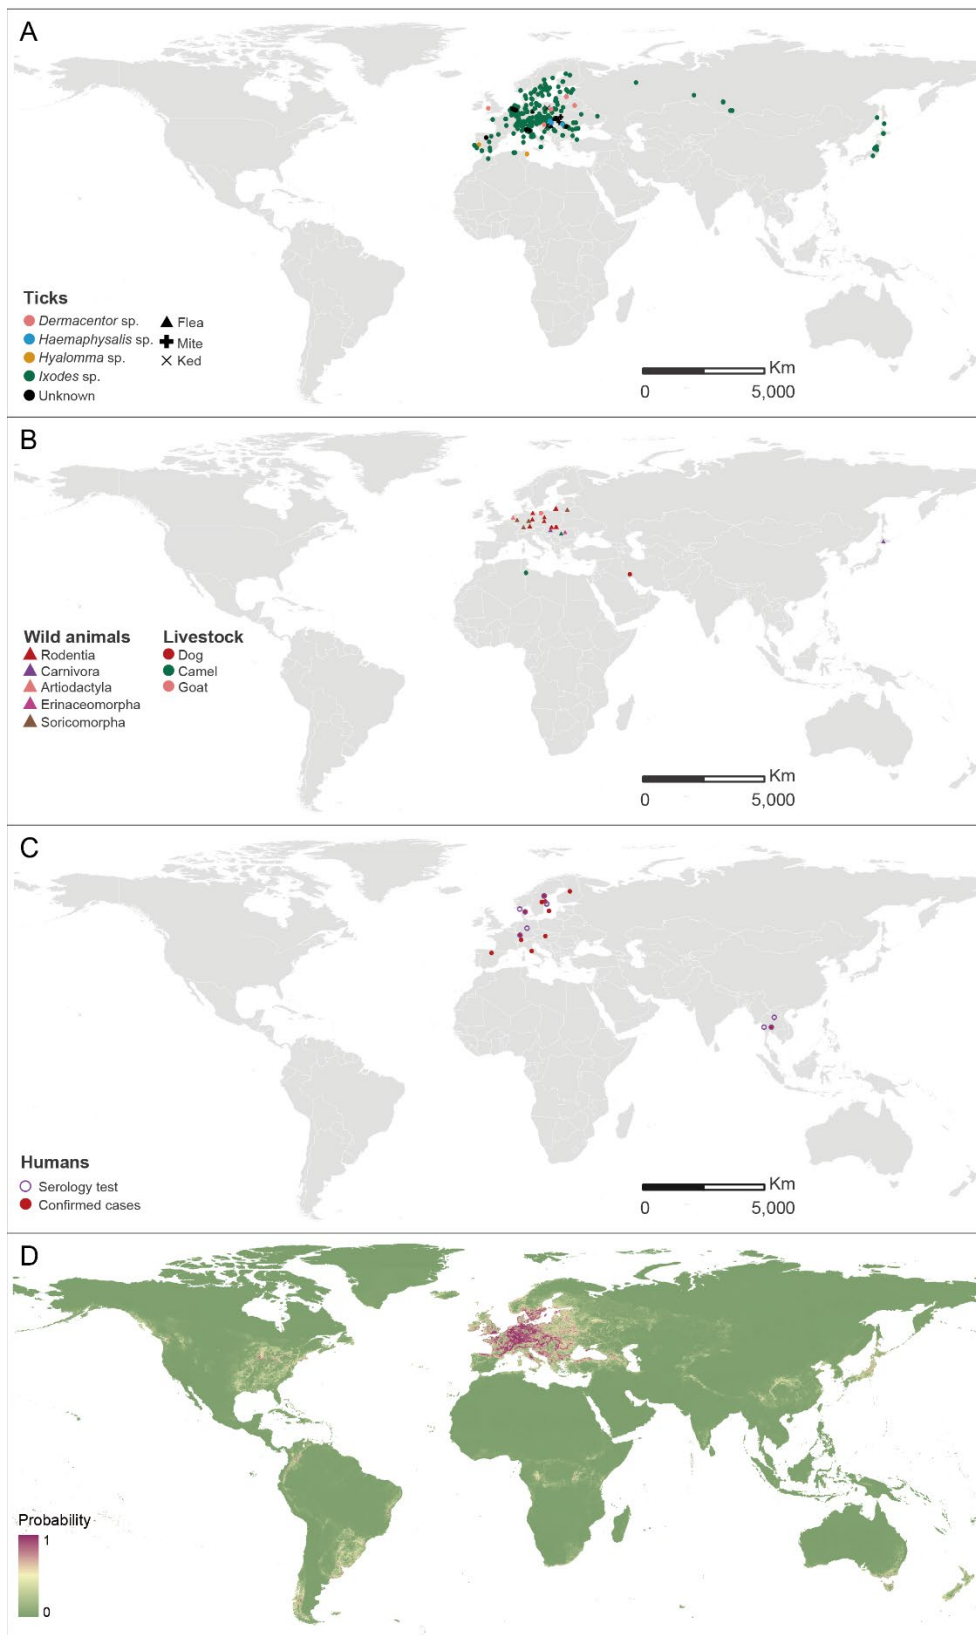 A
Ticks
Dermacentor sp.
Haemaphysalis sp.
Hyalomma sp.
Ixodes sp.
Unknown
Flea
Mite
Ked
Km
0 5,000
B
Wild animals
Rodentia
Carnivora
Artiodactyla
Erinaceomorpha
Soricomorpha
Livestock
Dog
Camel
Goat
Km
0 5,000
C
Humans
Serology test
Confirmed cases
Km
0 5,000
D
Probability
1
0